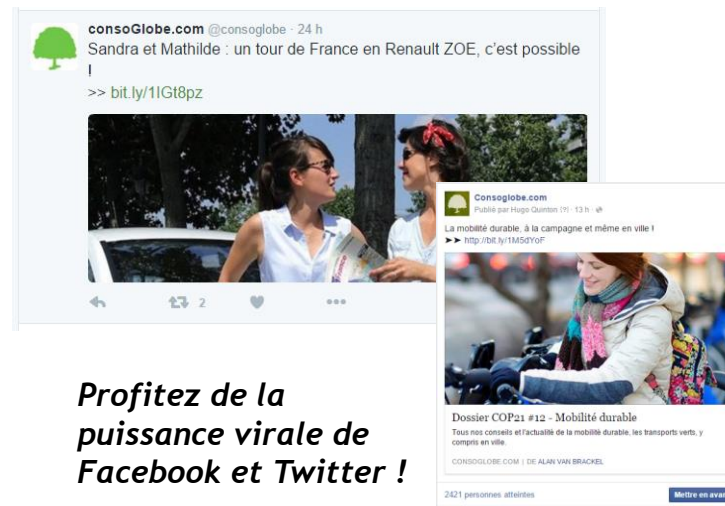 consoGlobe.com @consoglobe · 24 h
Sandra et Mathilde : un tour de France en Renault ZOE, c'est possible
!
>> bit.ly/1IGt8pz
2
Consoglobe.com
Publié par Hugo Quinton [?] · 13 h ·
La mobilité durable, à la campagne et même en ville !
►► http://bit.ly/1M5dYoF
Dossier COP21 #12 - Mobilité durable
Tous nos conseils et l'actualité de la mobilité durable, les transports verts, y
compris en ville.
CONSOGLOBE.COM | DE ALAN VAN BRACKEL
2421 personnes atteintes
Mettre en avan
Profitez de la
puissance virale de
Facebook et Twitter !